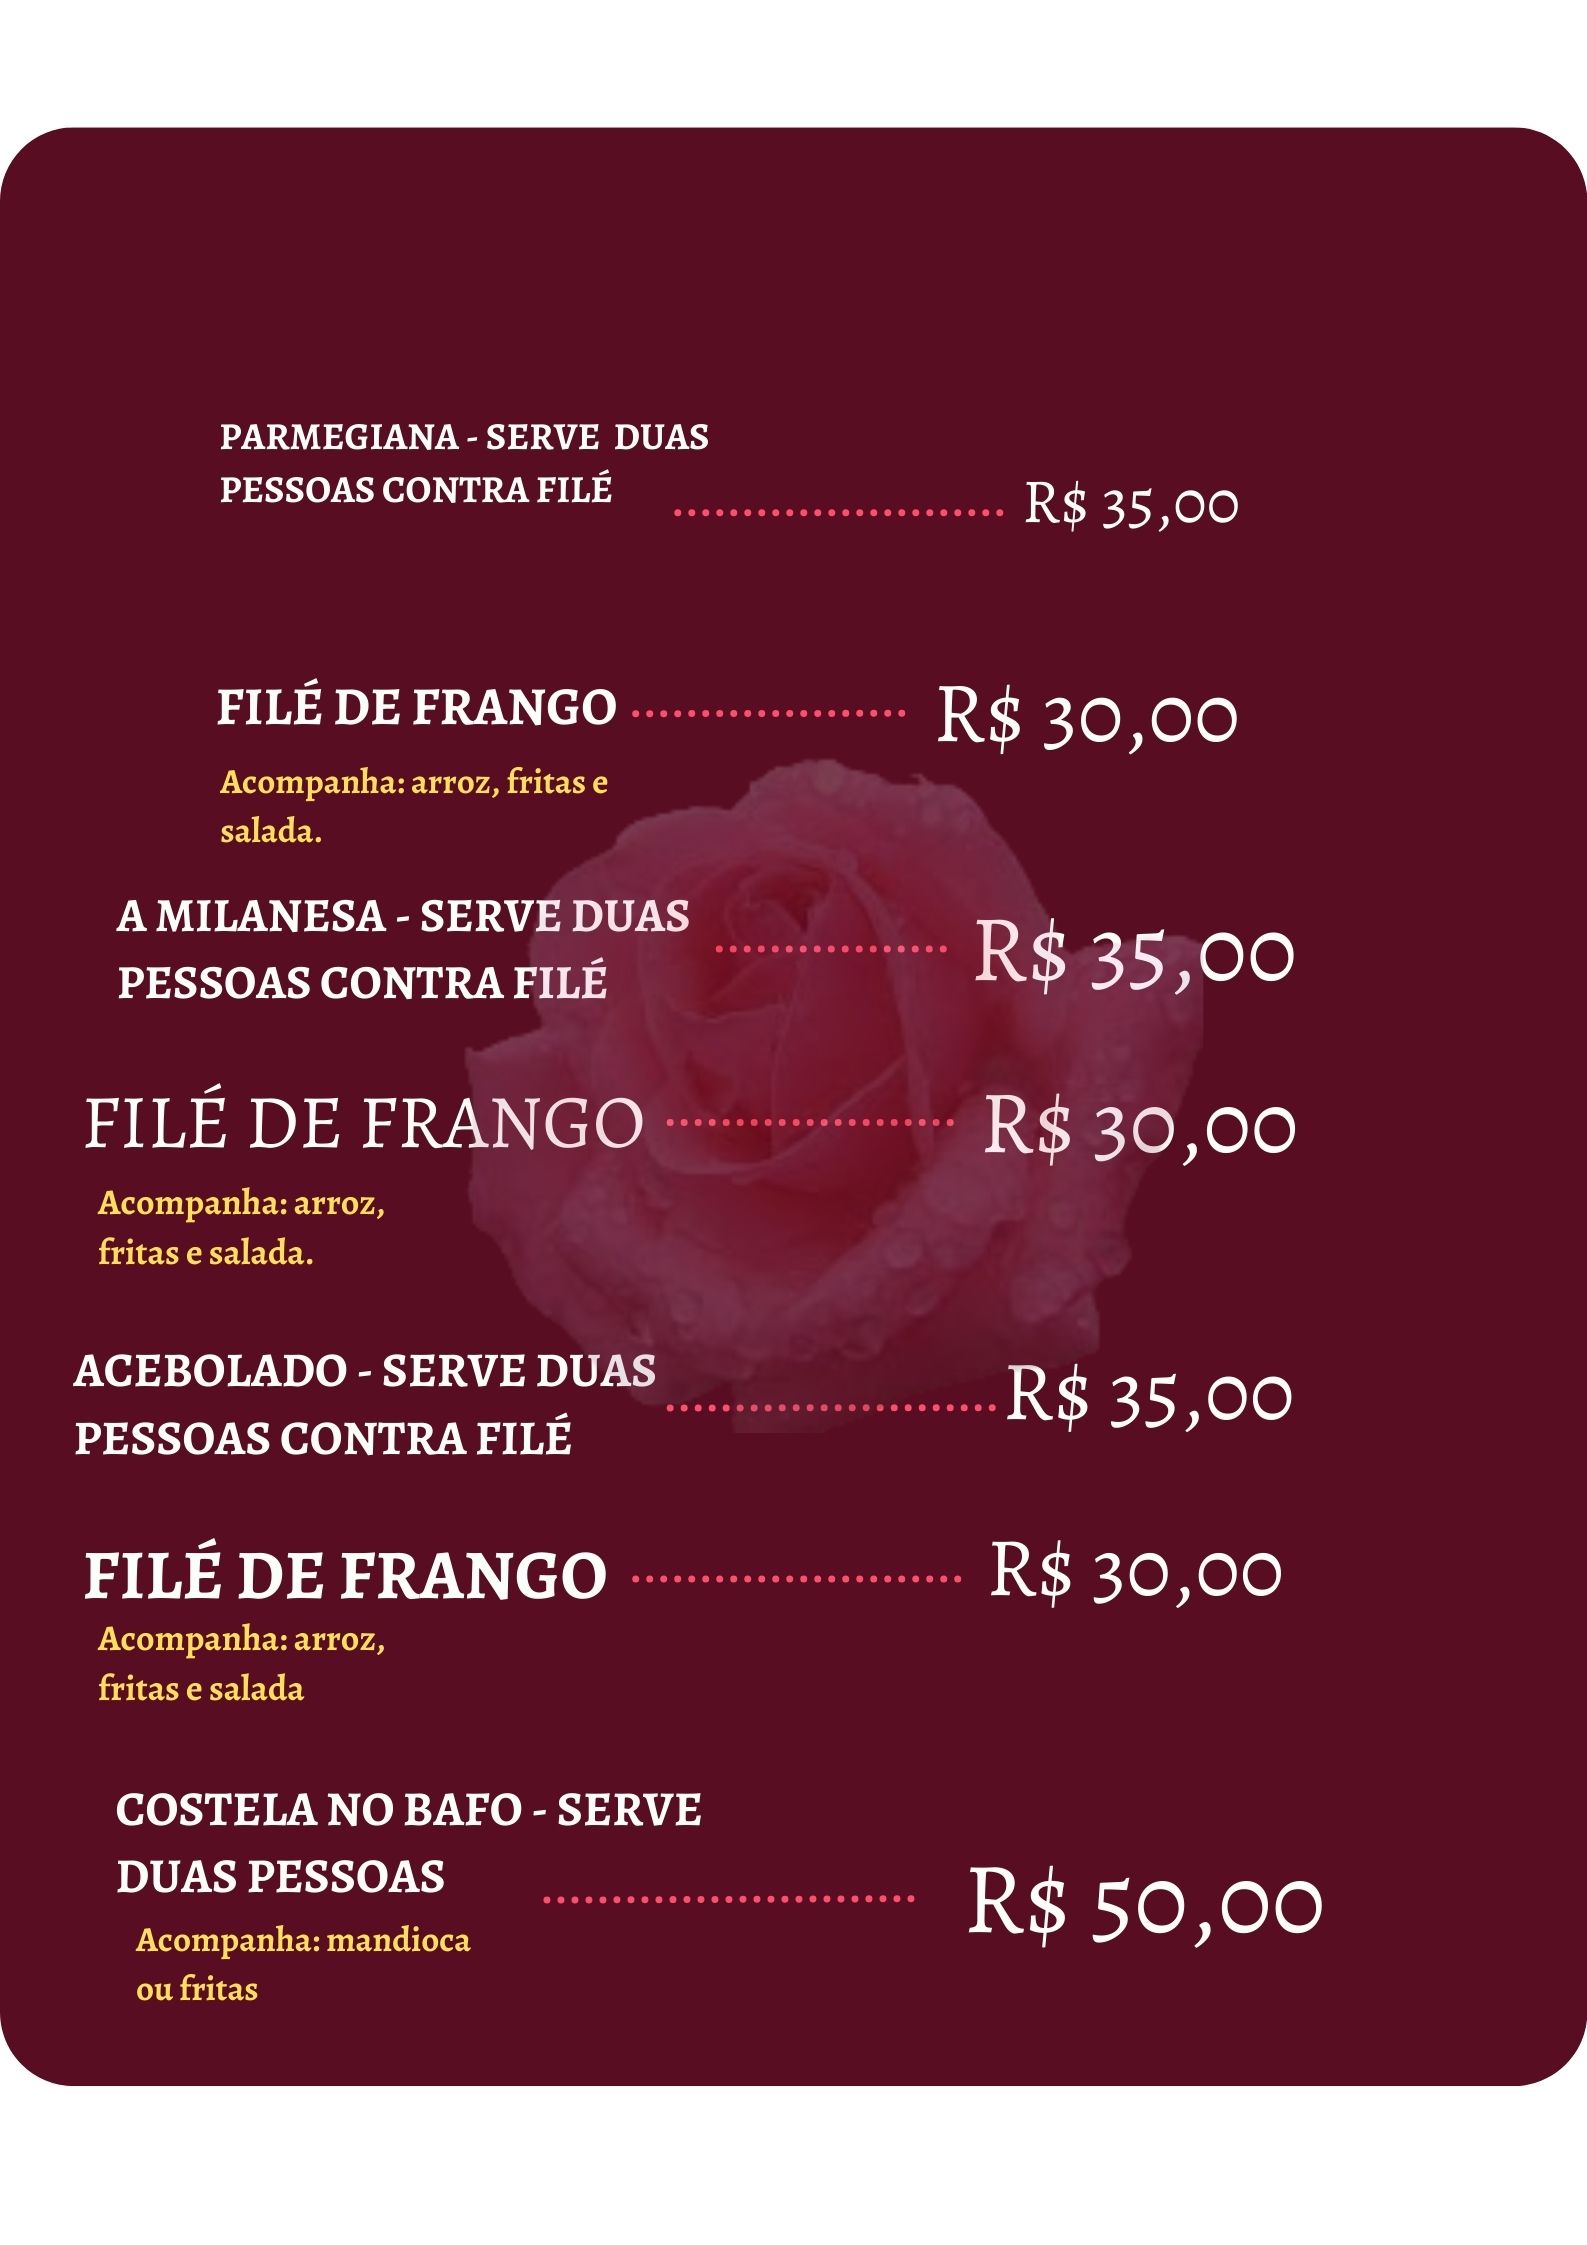 PARMEGIANA - SERVE DUAS
PESSOAS CONTRA FILÉ
R$ 35,00
FILÉ DE FRANGO
R$ 30,00
Acompanha: arroz, fritas e
salada.
A MILANESA - SERVE DUAS
PESSOAS CONTRA FILÉ
R$ 35,00
FILÉ DE FRANGO
R$ 30,00
Acompanha: arroz,
fritas e salada.
ACEBOLADO - SERVE DUAS
PESSOAS CONTRA FILÉ
R$ 35,00
FILÉ DE FRANGO
R$ 30,00
Acompanha: arroz,
fritas e salada
COSTELA NO BAFO - SERVE
DUAS PESSOAS
R$ 50,00
Acompanha: mandioca
ou fritas